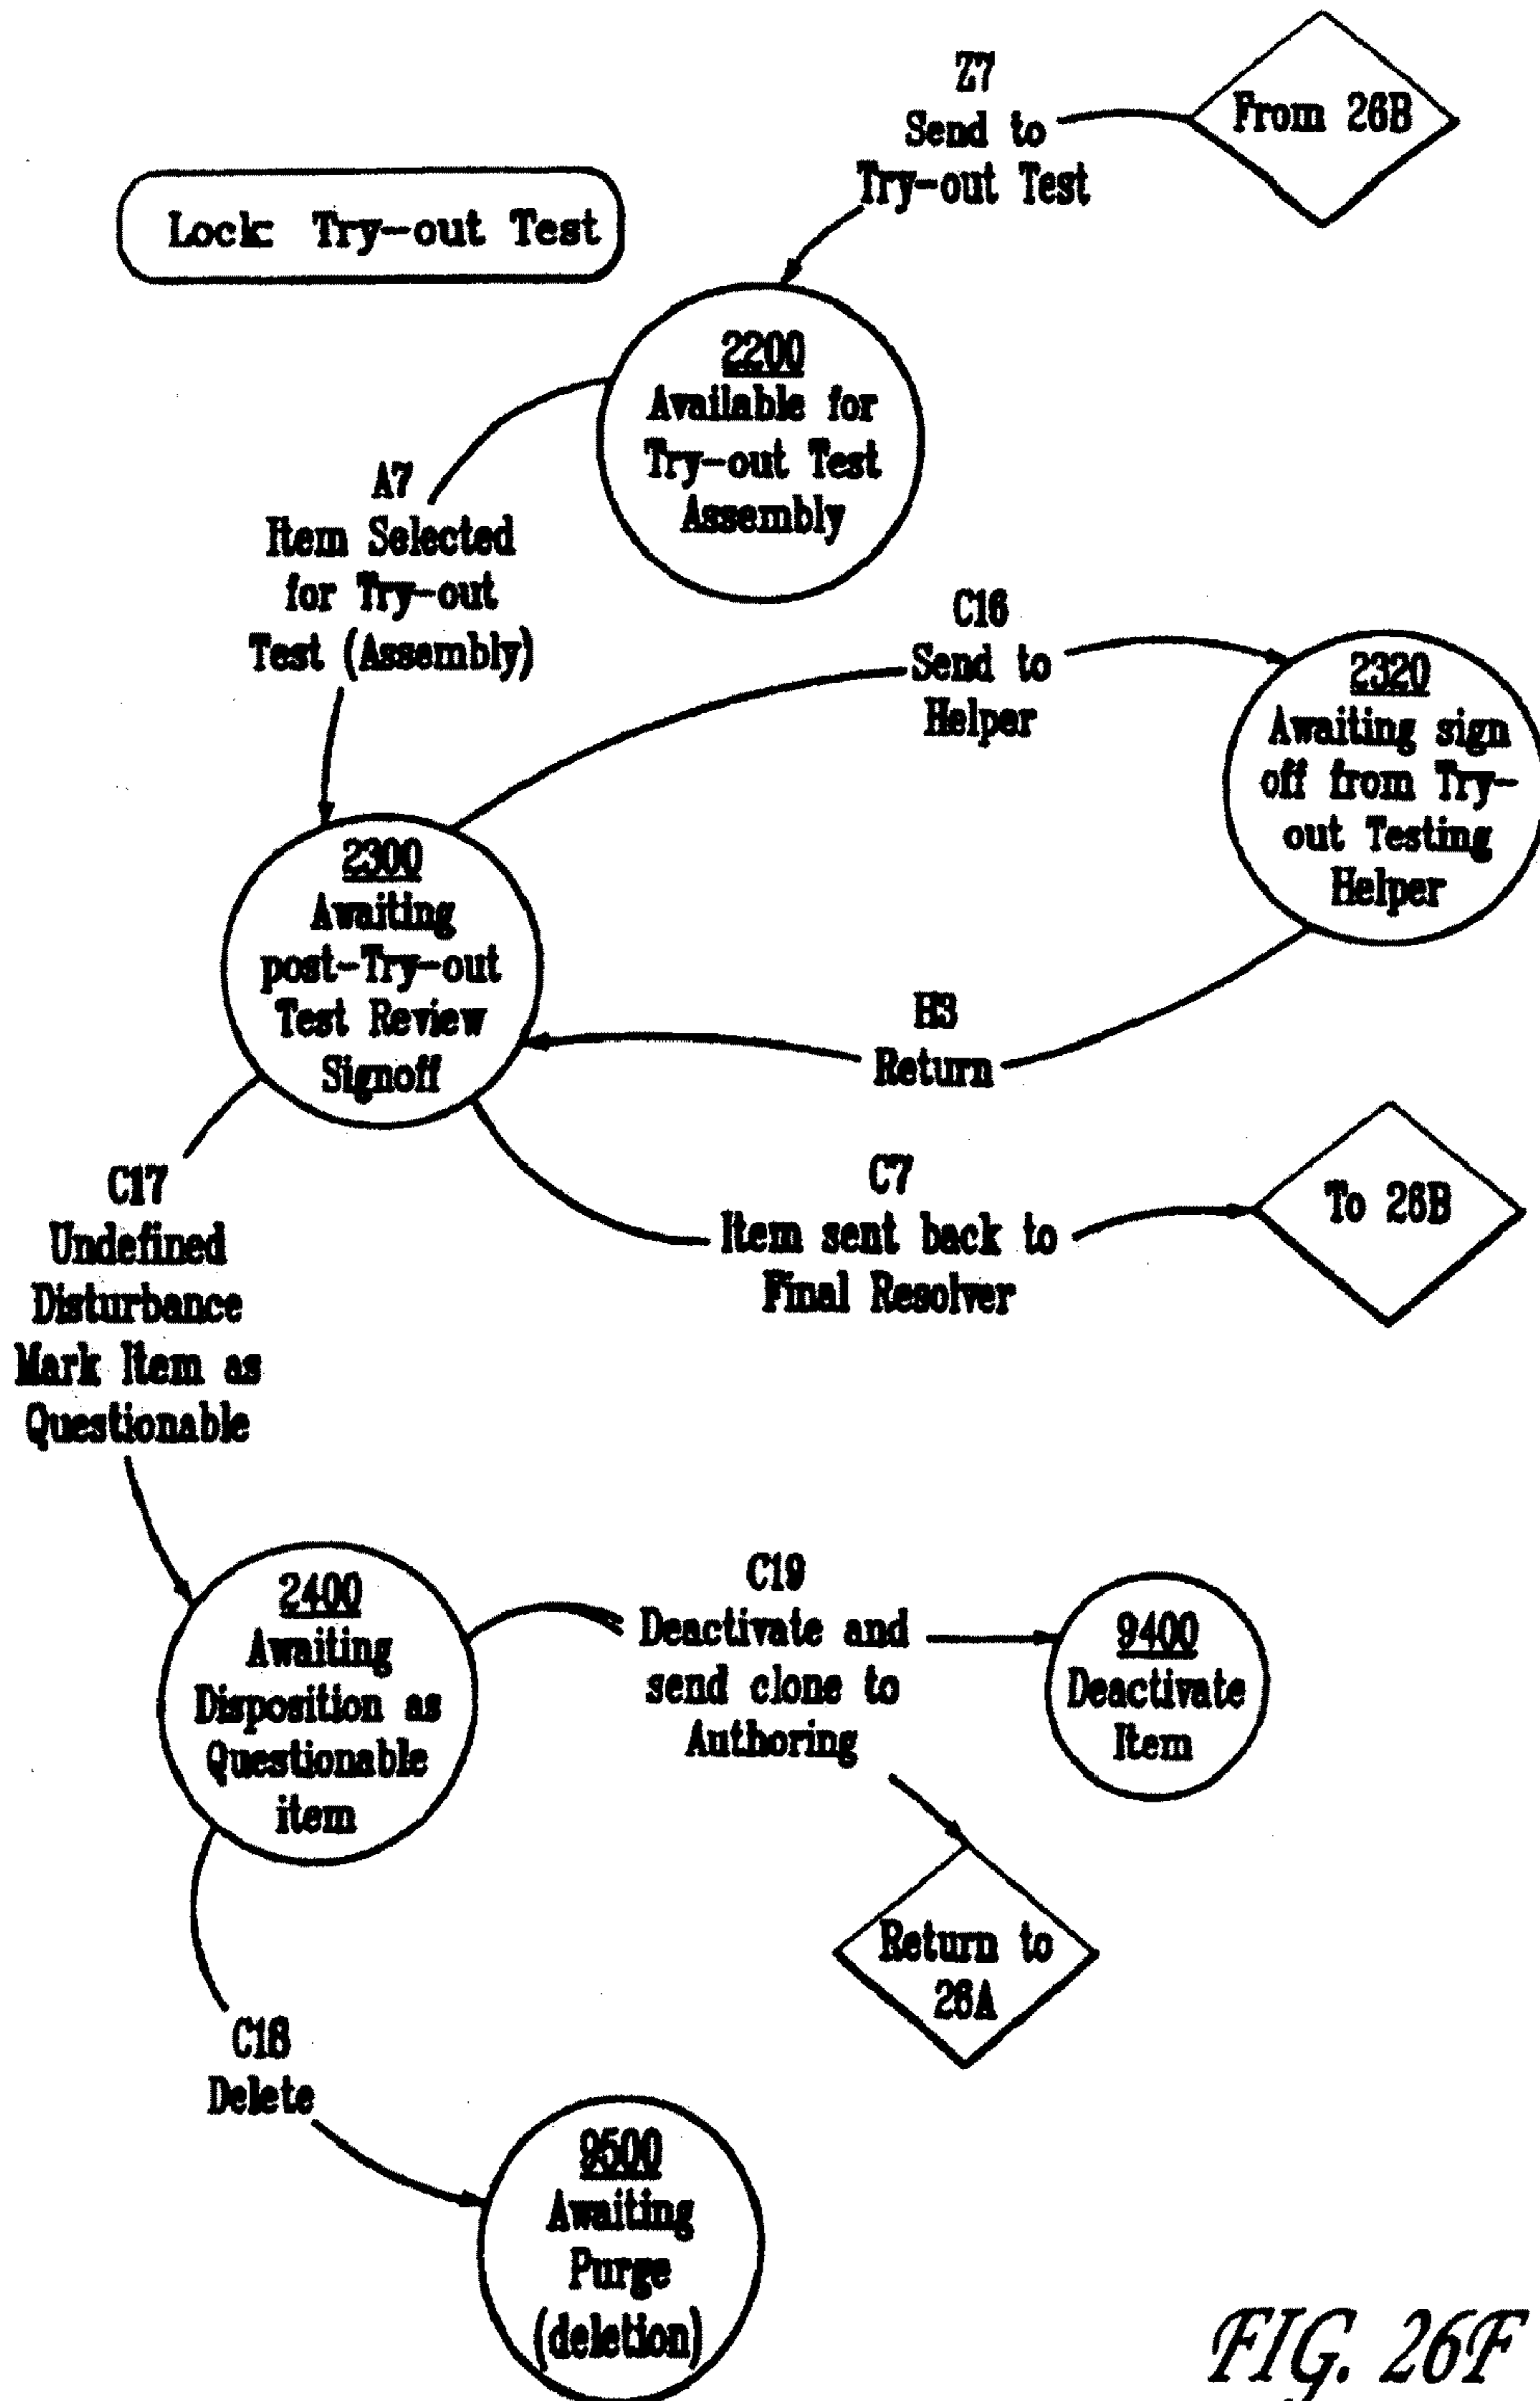 Z7
Send to
Try-out Test
From 26B
Lock: Try-out Test
2200
Available for
Try-out Test
Assembly
A7
Item Selected
for Try-out
Test (Assembly)
C16
Send to
Helper
2320
Awaiting sign
off from Try-
out Testing
Helper
2300
Awaiting
post-Try-out
Test Review
Signoff
H3
Return
C7
Item sent back to
Final Resolver
To 26B
C17
Undefined
Disturbance
Mark Item as
Questionable
2400
Awaiting
Disposition as
Questionable
item
C19
Deactivate and
send clone to
Authoring
9400
Deactivate
Item
Return to
26A
C18
Delete
9500
Awaiting
Purge
(deletion)
FIG. 26F